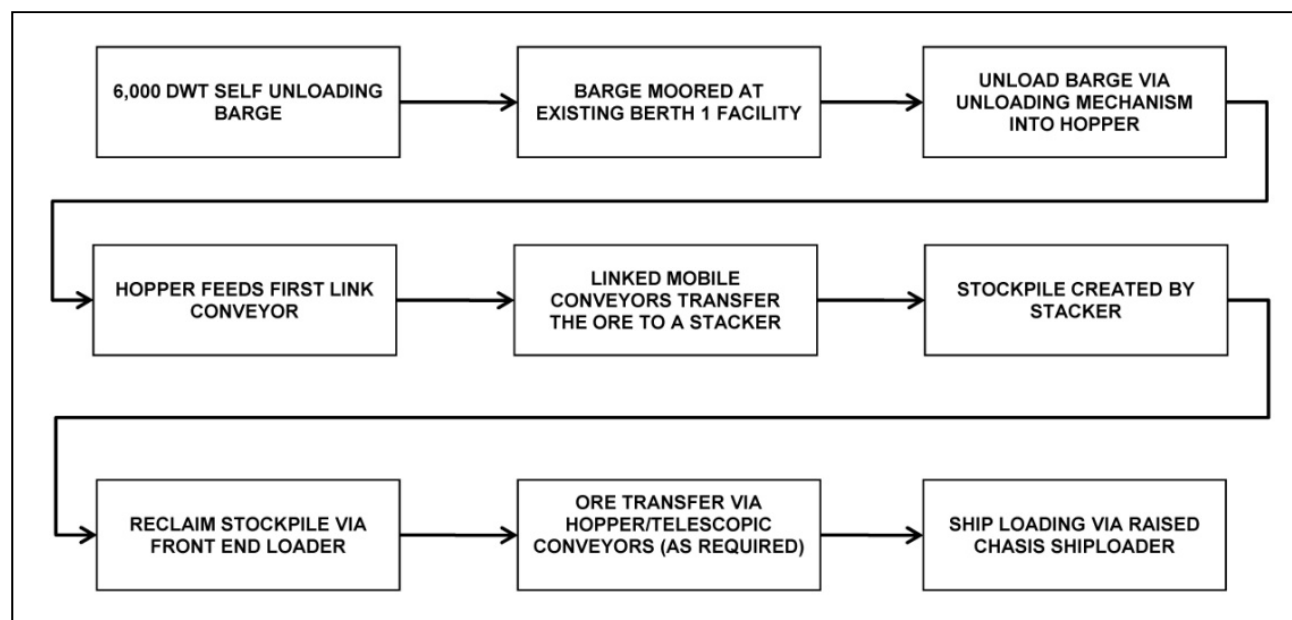 6,000 DWT SELF UNLOADING
BARGE
BARGE MOORED AT
EXISTING BERTH 1 FACILITY
UNLOAD BARGE VIA
UNLOADING MECHANISM
INTO HOPPER
HOPPER FEEDS FIRST LINK
CONVEYOR
LINKED MOBILE
CONVEYORS TRANSFER
THE ORE TO A STACKER
STOCKPILE CREATED BY
STACKER
RECLAIM STOCKPILE VIA
FRONT END LOADER
ORE TRANSFER VIA
HOPPER/TELESCOPIC
CONVEYORS (AS REQUIRED)
SHIP LOADING VIA RAISED
CHASIS SHIPLOADER